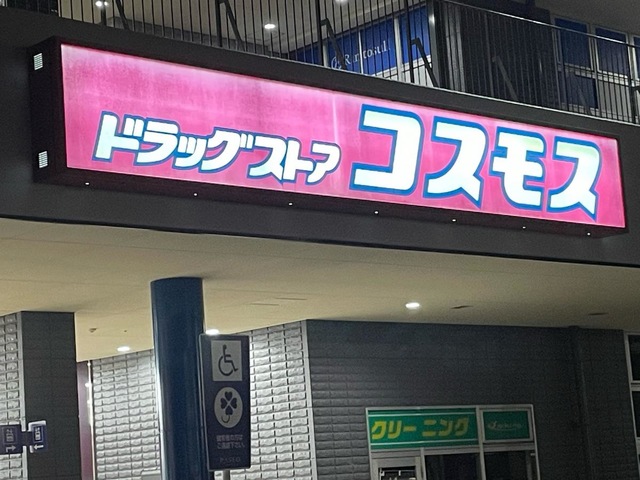 ドラッグストア コスモス
クリーニング